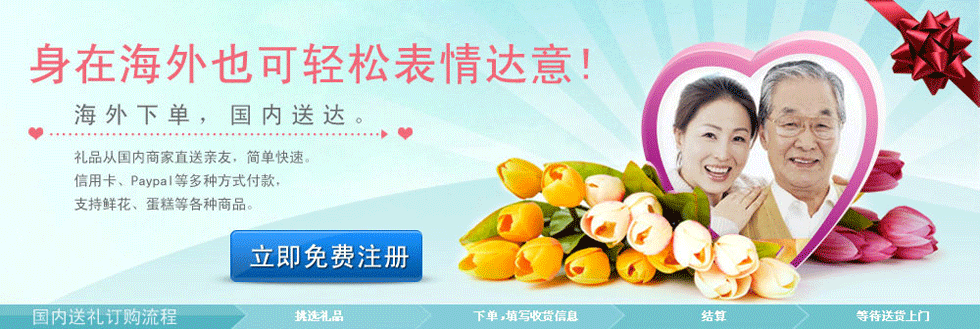 身在海外也可轻松表情达意!
海外下单，国内送达。
礼品从国内商家直送亲友，简单快速。
信用卡、Paypal等多种方式付款，
支持鲜花、蛋糕等各种商品。
立即免费注册
国内送礼订购流程 挑选礼品 下单,填写收货信息 结算 等待送货上门